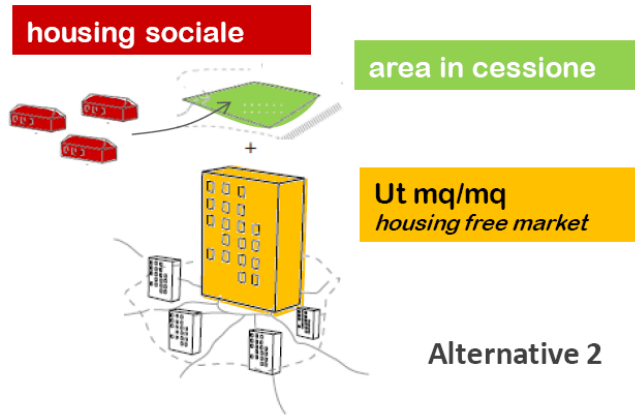 housing sociale
area in cessione
+
Ut mq/mq
housing free market
Alternative 2